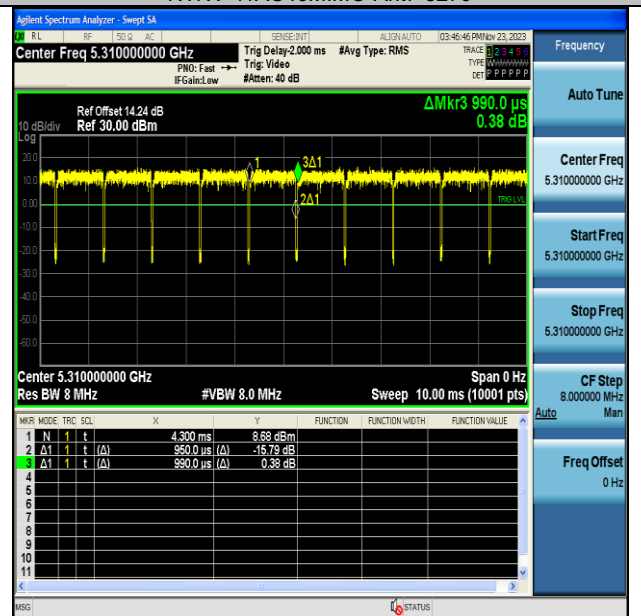 Agilent Spectrum Analyzer - Swept SA
RL RF 50 Ω AC SENSE:INT ALIGN AUTO 03:46:46 PM Nov 23, 2023
Center Freq 5.310000000 GHz
PNO: Fast
IFGain:Low
Trig Delay-2.000 ms
Trig: Video
#Atten: 40 dB
#Avg Type: RMS
TRACE 1 2 3 4 5 6
TYPE
DET P P P P P P
ΔMkr3 990.0 µs
0.38 dB
Ref Offset 14.24 dB
10 dB/div Ref 30.00 dBm
Log
20.0
10.0
0.00
-10.0
-20.0
-30.0
-40.0
-50.0
-60.0
1
3Δ1
2Δ1
TRIG LVL
Center 5.310000000 GHz Span 0 Hz
Res BW 8 MHz #VBW 8.0 MHz Sweep 10.00 ms (10001 pts)
MKR MODE TRC SCL X Y FUNCTION FUNCTION WIDTH FUNCTION VALUE
1 N 1 t 4.300 ms 8.68 dBm
2 Δ1 1 t (Δ) 950.0 µs (Δ) -15.79 dB
3 Δ1 1 t (Δ) 990.0 µs (Δ) 0.38 dB
4
5
6
7
8
9
10
11
MSG STATUS
Frequency
Auto Tune
Center Freq
5.310000000 GHz
Start Freq
5.310000000 GHz
Stop Freq
5.310000000 GHz
CF Step
8.000000 MHz
Auto Man
Freq Offset
0 Hz